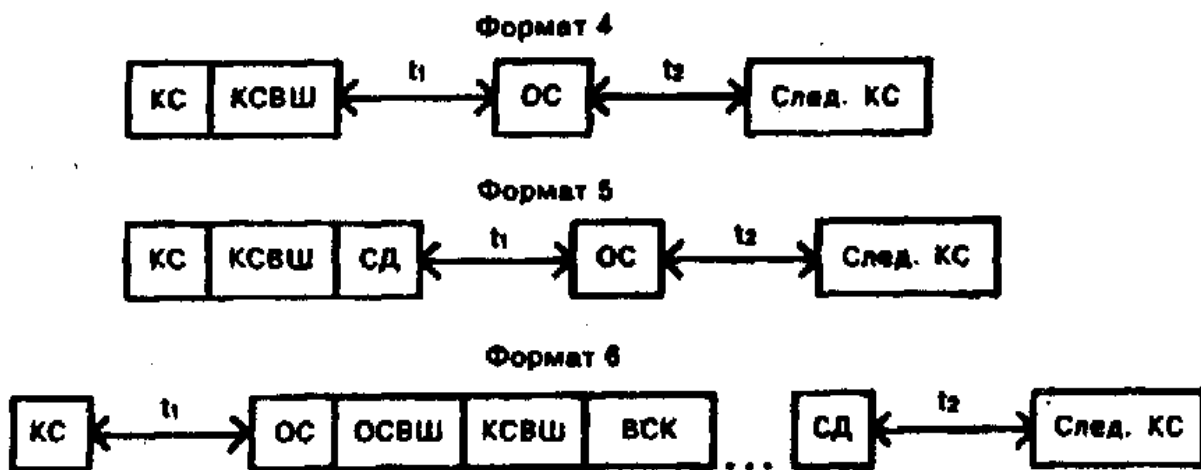 Формат 4
КС КСВШ t₁ ОС t₂ След. КС
Формат 5
КС КСВШ СД t₁ ОС t₂ След. КС
Формат 6
КС t₁ ОС ОСВШ КСВШ ВСК ... СД t₂ След. КС